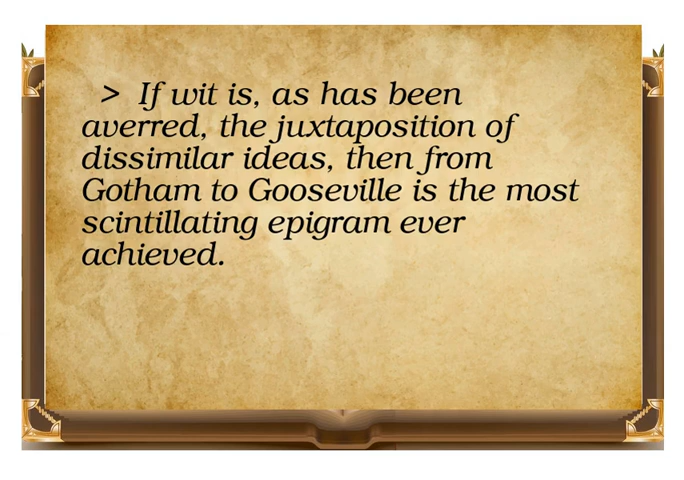 > If wit is, as has been
averred, the juxtaposition of
dissimilar ideas, then from
Gotham to Gooseville is the most
scintillating epigram ever
achieved.